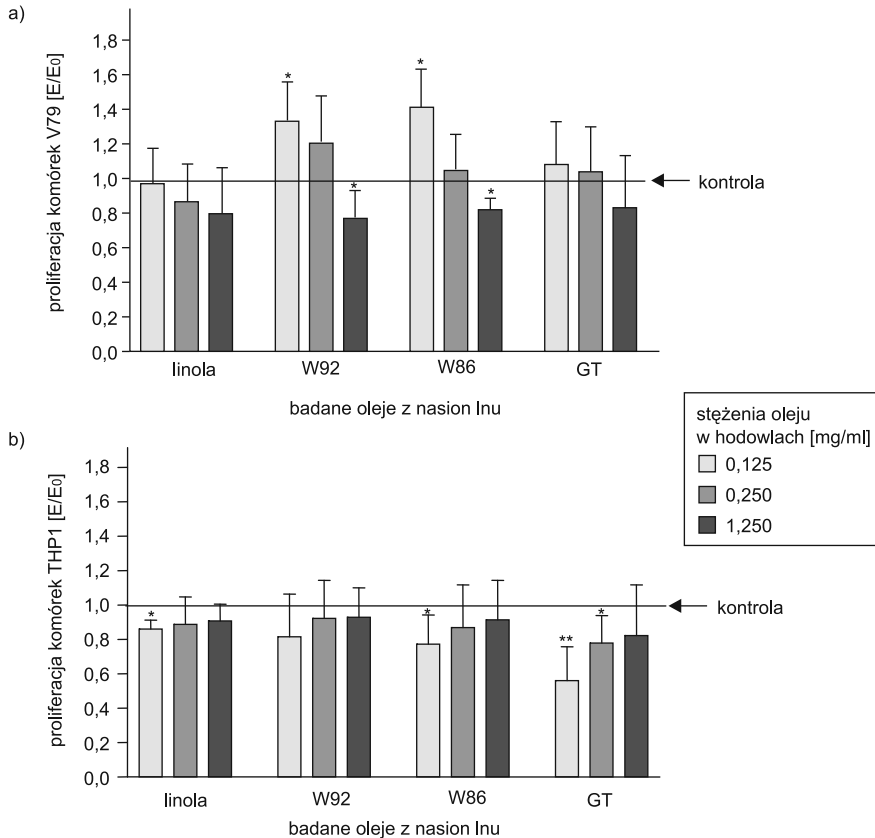 a)
proliferacja komórek V79 [E/E₀]
1,8
1,6
1,4
1,2
1,0
0,8
0,6
0,4
0,2
0,0
* * * *
kontrola
linola W92 W86 GT
badane oleje z nasion lnu
stężenia oleju
w hodowlach [mg/ml]
0,125
0,250
1,250
b)
proliferacja komórek THP1 [E/E₀]
1,8
1,6
1,4
1,2
1,0
0,8
0,6
0,4
0,2
0,0
* * ** *
kontrola
linola W92 W86 GT
badane oleje z nasion lnu